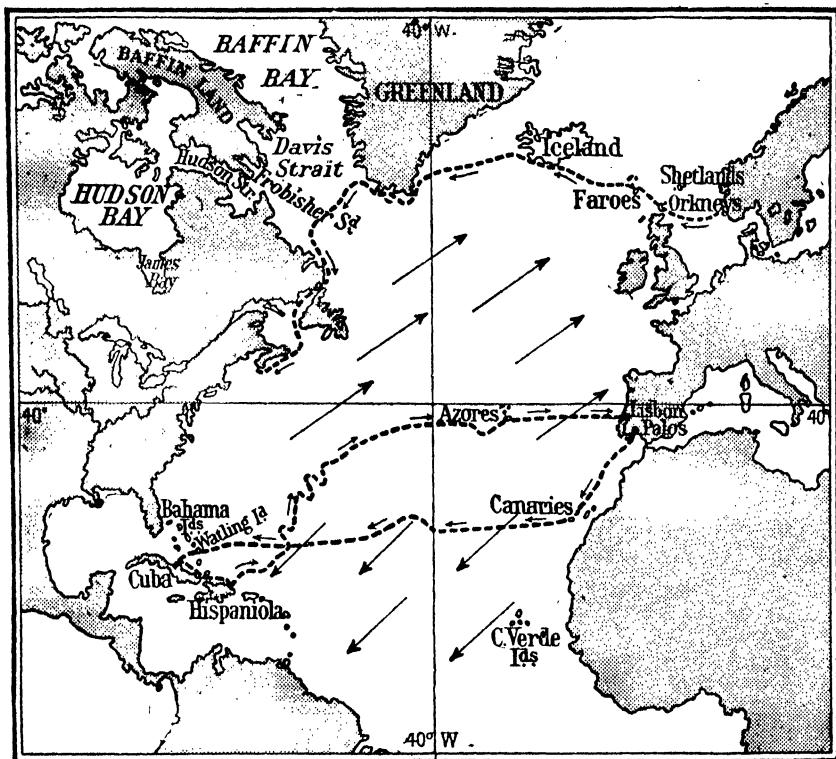 40° W.
BAFFIN
BAY
BAFFIN LAND
GREENLAND
Davis
Strait
Iceland
Hudson Str.
Frobisher Sd
HUDSON
BAY
Shetlands
Faroes
Orkneys
James
Bay
40°
Azores
Lisbon
40°
Palos
Bahama
Ids
Watling Id
Canaries
Cuba
Hispaniola
C. Verde
Ids
40° W